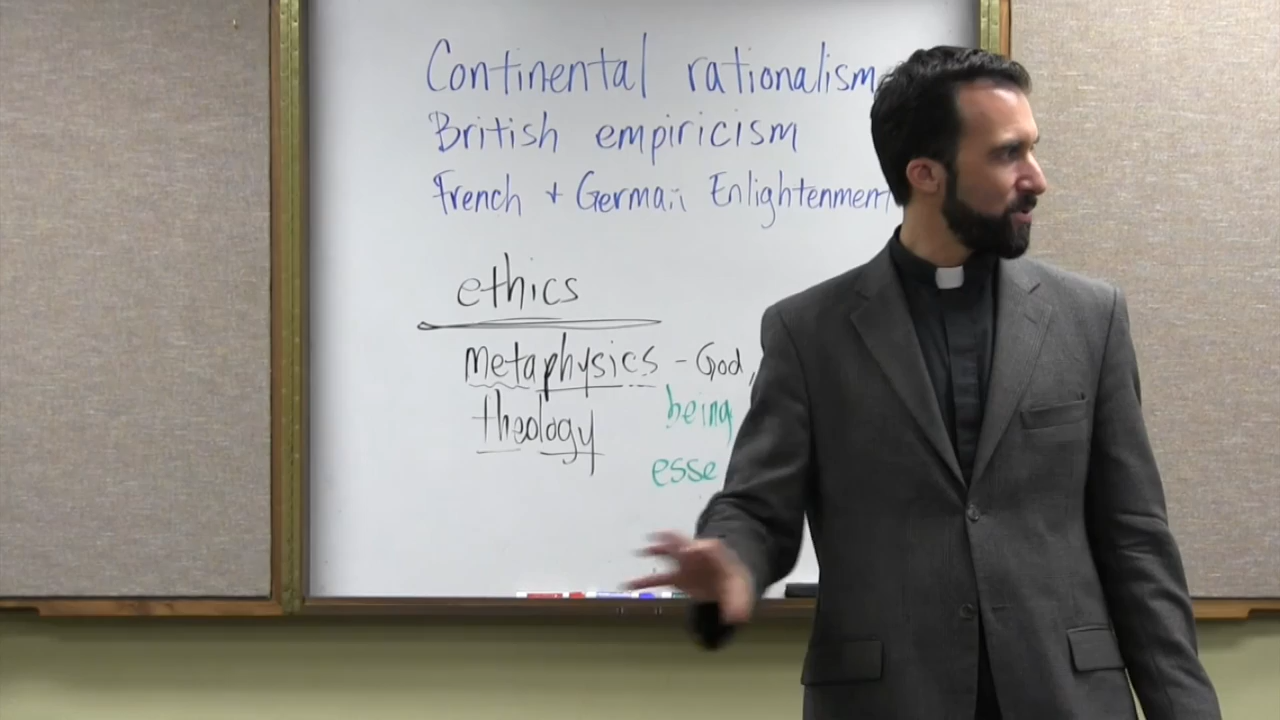 Continental rationalism
British empiricism
French + German Enlightenment
ethics
metaphysics - God,
theology
being
esse